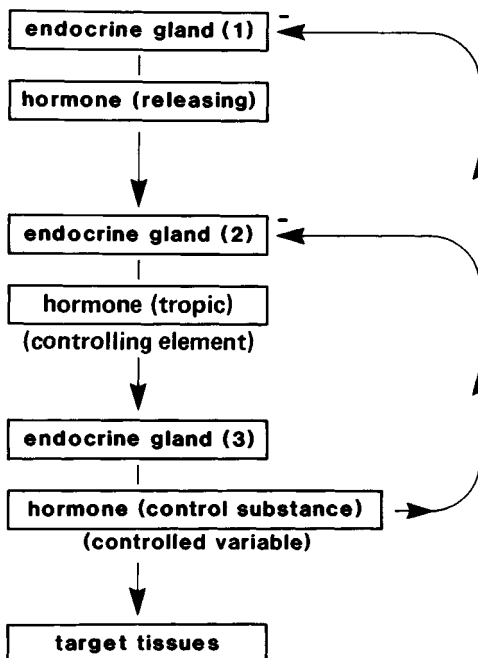 endocrine gland (1)
-
hormone (releasing)
endocrine gland (2)
-
hormone (tropic)
(controlling element)
endocrine gland (3)
hormone (control substance)
(controlled variable)
target tissues